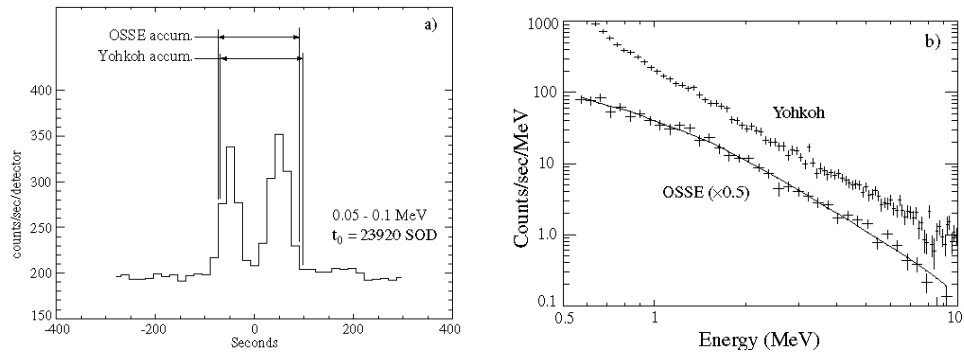 a)
OSSE accum.
Yohkoh accum.
400
350
300
250
200
150
counts/sec/detector
0.05 - 0.1 MeV
t₀ = 23920 SOD
-400 -200 0 200 400
Seconds
b)
1000
100
10
1.0
0.1
Counts/sec/MeV
Yohkoh
OSSE (×0.5)
0.5 1 10
Energy (MeV)